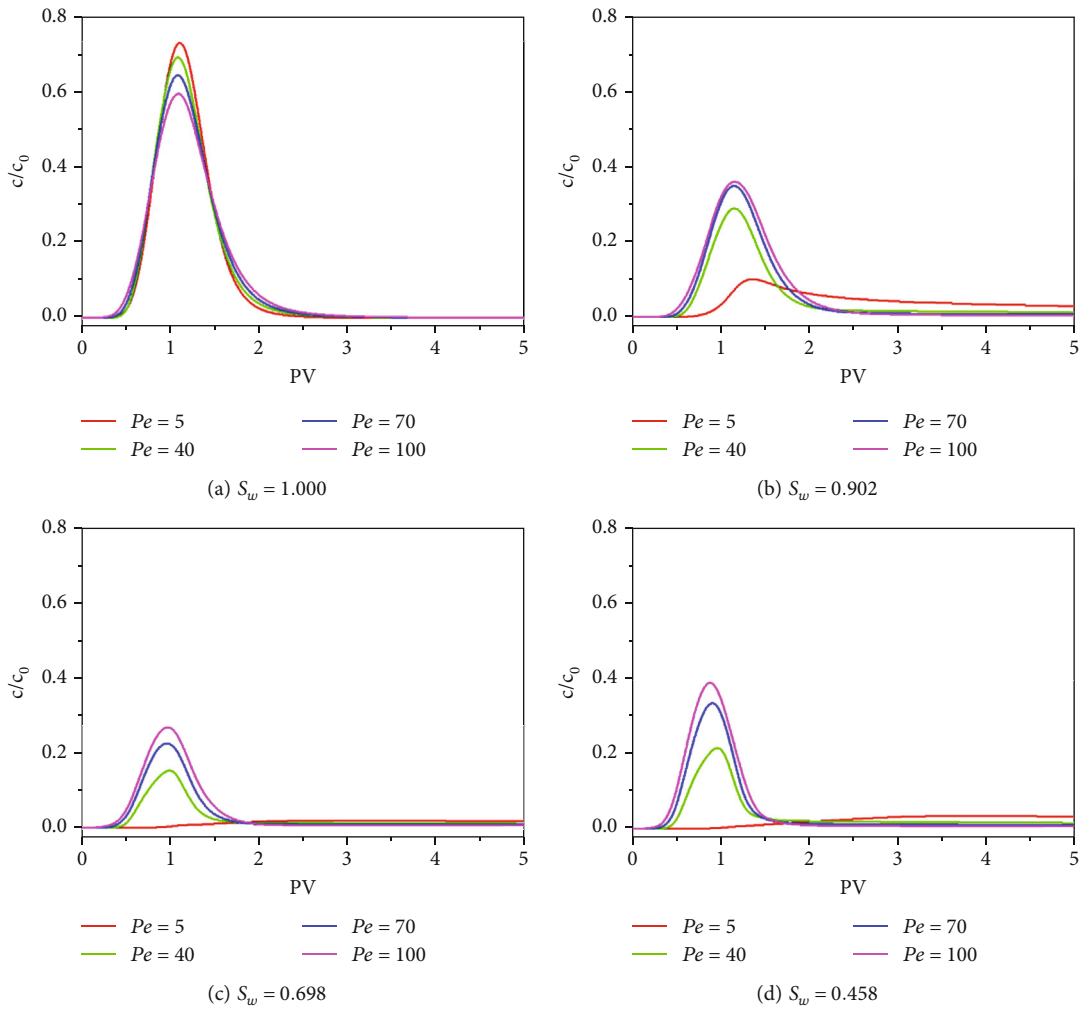 0.8
0.6
0.4
0.2
0.0
c/c0
0 1 2 3 4 5
PV
Pe = 5 Pe = 70
Pe = 40 Pe = 100
(a) Sw = 1.000
0.8
0.6
0.4
0.2
0.0
c/c0
0 1 2 3 4 5
PV
Pe = 5 Pe = 70
Pe = 40 Pe = 100
(b) Sw = 0.902
0.8
0.6
0.4
0.2
0.0
c/c0
0 1 2 3 4 5
PV
Pe = 5 Pe = 70
Pe = 40 Pe = 100
(c) Sw = 0.698
0.8
0.6
0.4
0.2
0.0
c/c0
0 1 2 3 4 5
PV
Pe = 5 Pe = 70
Pe = 40 Pe = 100
(d) Sw = 0.458